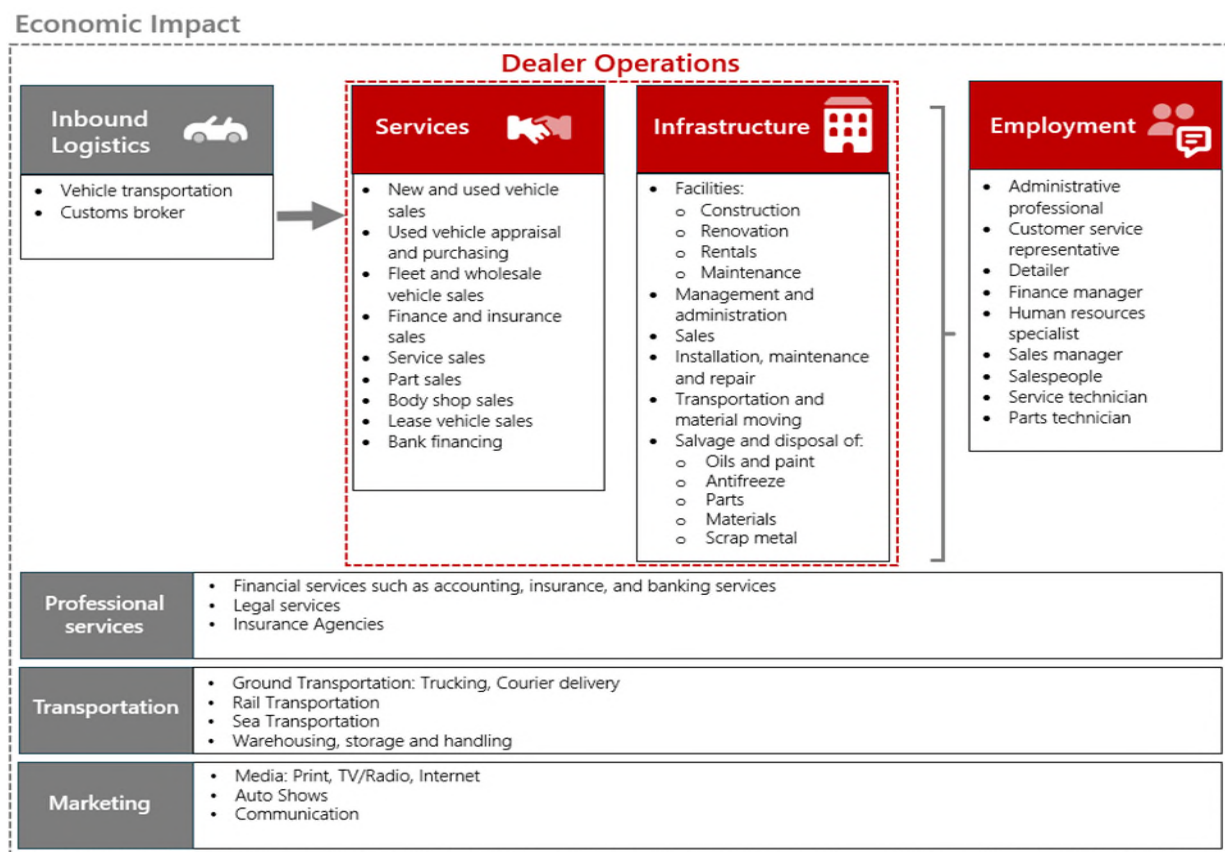 Economic Impact
Dealer Operations
Inbound
Logistics
• Vehicle transportation
• Customs broker
Services
• New and used vehicle
sales
• Used vehicle appraisal
and purchasing
• Fleet and wholesale
vehicle sales
• Finance and insurance
sales
• Service sales
• Part sales
• Body shop sales
• Lease vehicle sales
• Bank financing
Infrastructure
• Facilities:
o Construction
o Renovation
o Rentals
o Maintenance
• Management and
administration
• Sales
• Installation, maintenance
and repair
• Transportation and
material moving
• Salvage and disposal of:
o Oils and paint
o Antifreeze
o Parts
o Materials
o Scrap metal
Employment
• Administrative
professional
• Customer service
representative
• Detailer
• Finance manager
• Human resources
specialist
• Sales manager
• Salespeople
• Service technician
• Parts technician
Professional
services
• Financial services such as accounting, insurance, and banking services
• Legal services
• Insurance Agencies
Transportation
• Ground Transportation: Trucking, Courier delivery
• Rail Transportation
• Sea Transportation
• Warehousing, storage and handling
Marketing
• Media: Print, TV/Radio, Internet
• Auto Shows
• Communication